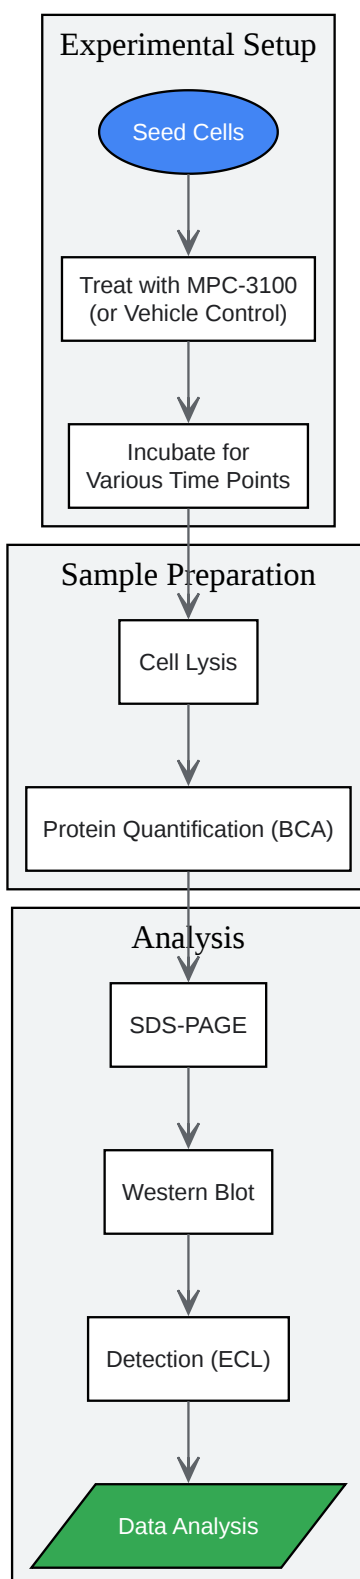 Experimental Setup
Seed Cells
Treat with MPC-3100
(or Vehicle Control)
Incubate for
Various Time Points
Sample Preparation
Cell Lysis
Protein Quantification (BCA)
Analysis
SDS-PAGE
Western Blot
Detection (ECL)
Data Analysis